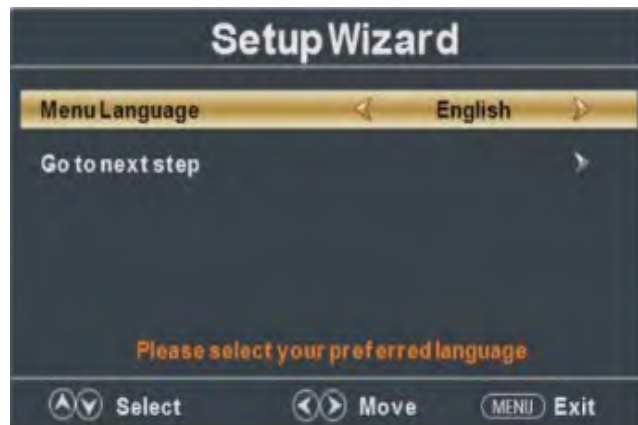 Setup Wizard
Menu Language English
Go to next step
Please select your preferred language
Select Move MENU Exit